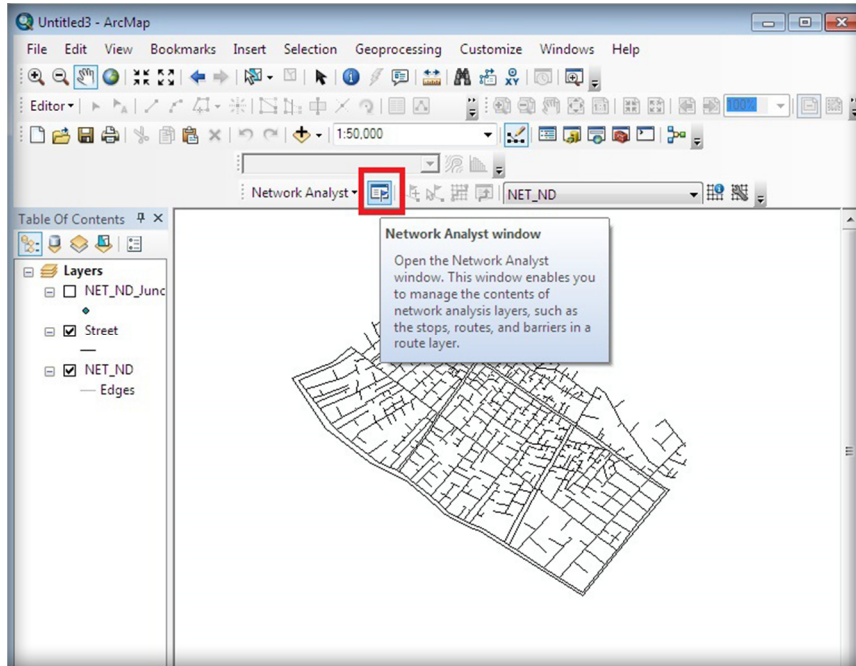 Untitled3 - ArcMap
File Edit View Bookmarks Insert Selection Geoprocessing Customize Windows Help
Editor 100%
1:50,000
Network Analyst NET_ND
Table Of Contents
Network Analyst window
Open the Network Analyst
window. This window enables you
to manage the contents of
network analysis layers, such as
the stops, routes, and barriers in a
route layer.
Layers
NET_ND_Junc
Street
NET_ND
Edges